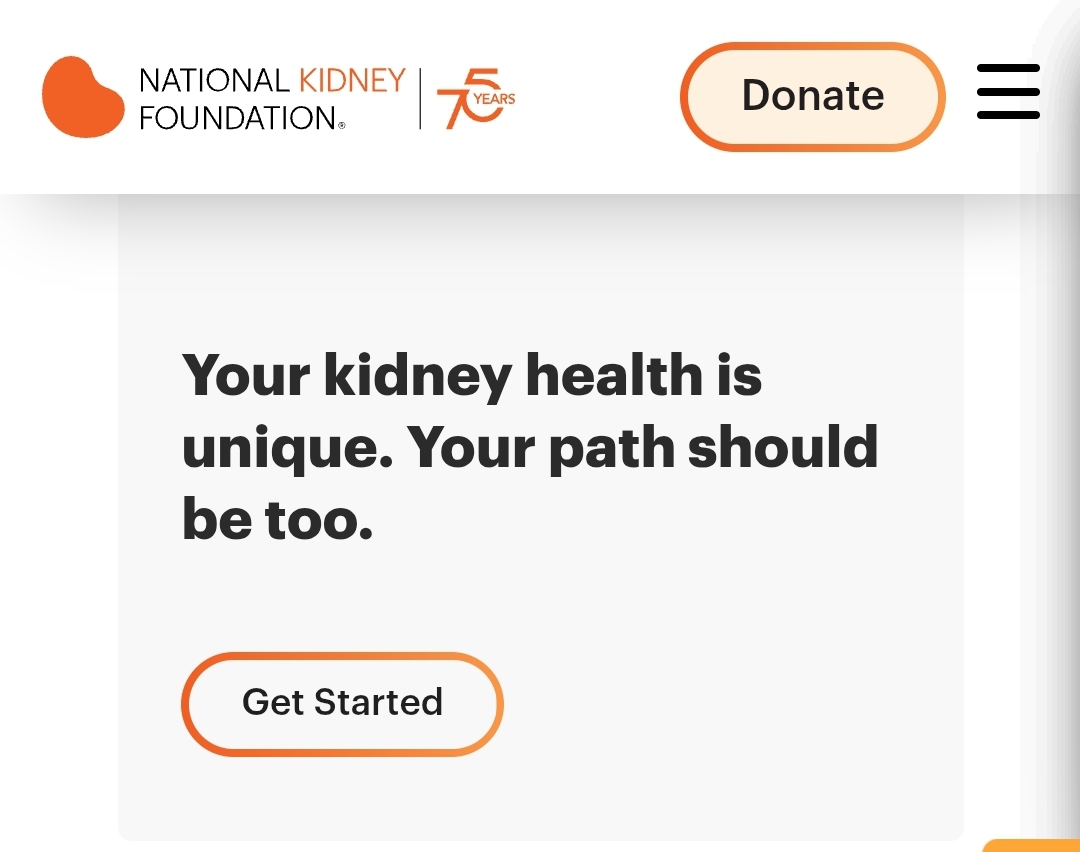 NATIONAL KIDNEY
FOUNDATION®
75 YEARS
Donate
Your kidney health is
unique. Your path should
be too.
Get Started